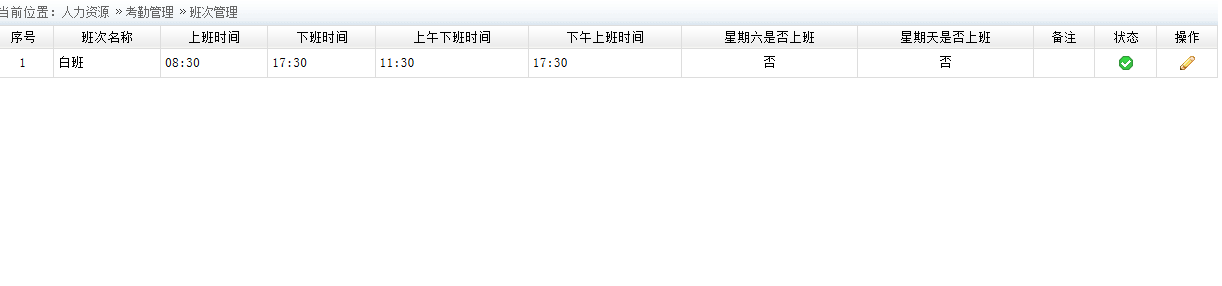 当前位置：人力资源 » 考勤管理 » 班次管理
序号 班次名称 上班时间 下班时间 上午下班时间 下午上班时间 星期六是否上班 星期天是否上班 备注 状态 操作
1 白班 08:30 17:30 11:30 17:30 否 否